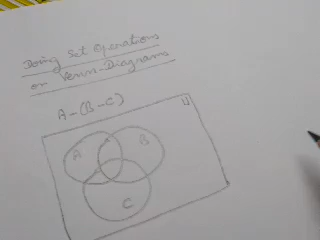 Doing Set Operations
on Venn-Diagrams
A-(B-C)
U
A
B
C